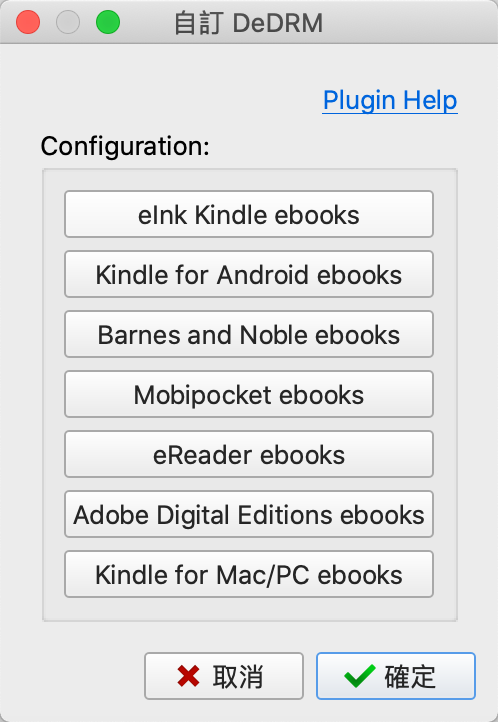 自訂 DeDRM
Plugin Help
Configuration:
eInk Kindle ebooks
Kindle for Android ebooks
Barnes and Noble ebooks
Mobipocket ebooks
eReader ebooks
Adobe Digital Editions ebooks
Kindle for Mac/PC ebooks
取消
確定